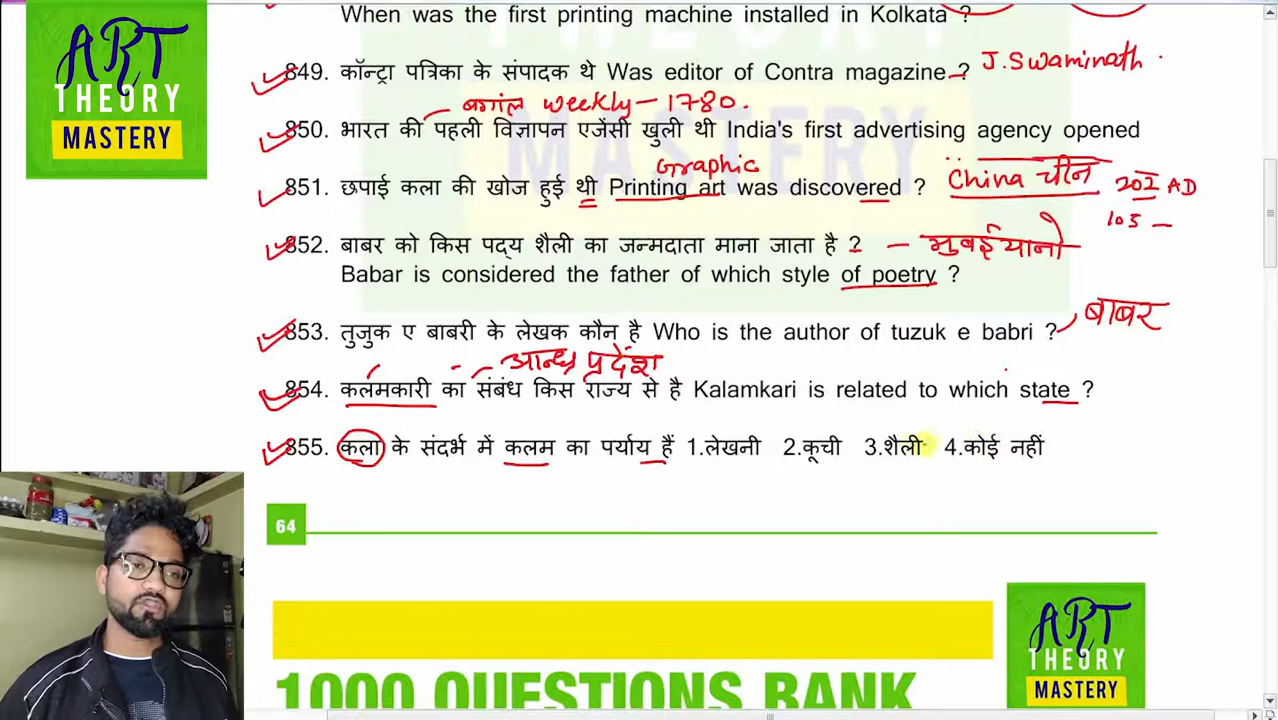 ART
THEORY
MASTERY
When was the first printing machine installed in Kolkata ?
849. कॉन्ट्रा पत्रिका के संपादक थे Was editor of Contra magazine ? J.Swaminath
बगांल weekly – 1780.
850. भारत की पहली विज्ञापन एजेंसी खुली थी India's first advertising agency opened
Graphic
851. छपाई कला की खोज हुई थी Printing art was discovered ? China चीन 202 AD
105 –
852. बाबर को किस पद्य शैली का जन्मदाता माना जाता है ? – मुबईयानो
Babar is considered the father of which style of poetry ?
853. तुजुक ए बाबरी के लेखक कौन है Who is the author of tuzuk e babri ? बाबर
आन्ध्र प्रदेश
854. कलमकारी का संबंध किस राज्य से है Kalamkari is related to which state ?
855. कला के संदर्भ में कलम का पर्याय हैं 1.लेखनी 2.कूची 3.शैली 4.कोई नहीं
64
ART
THEORY
MASTERY
1000 QUESTIONS BANK